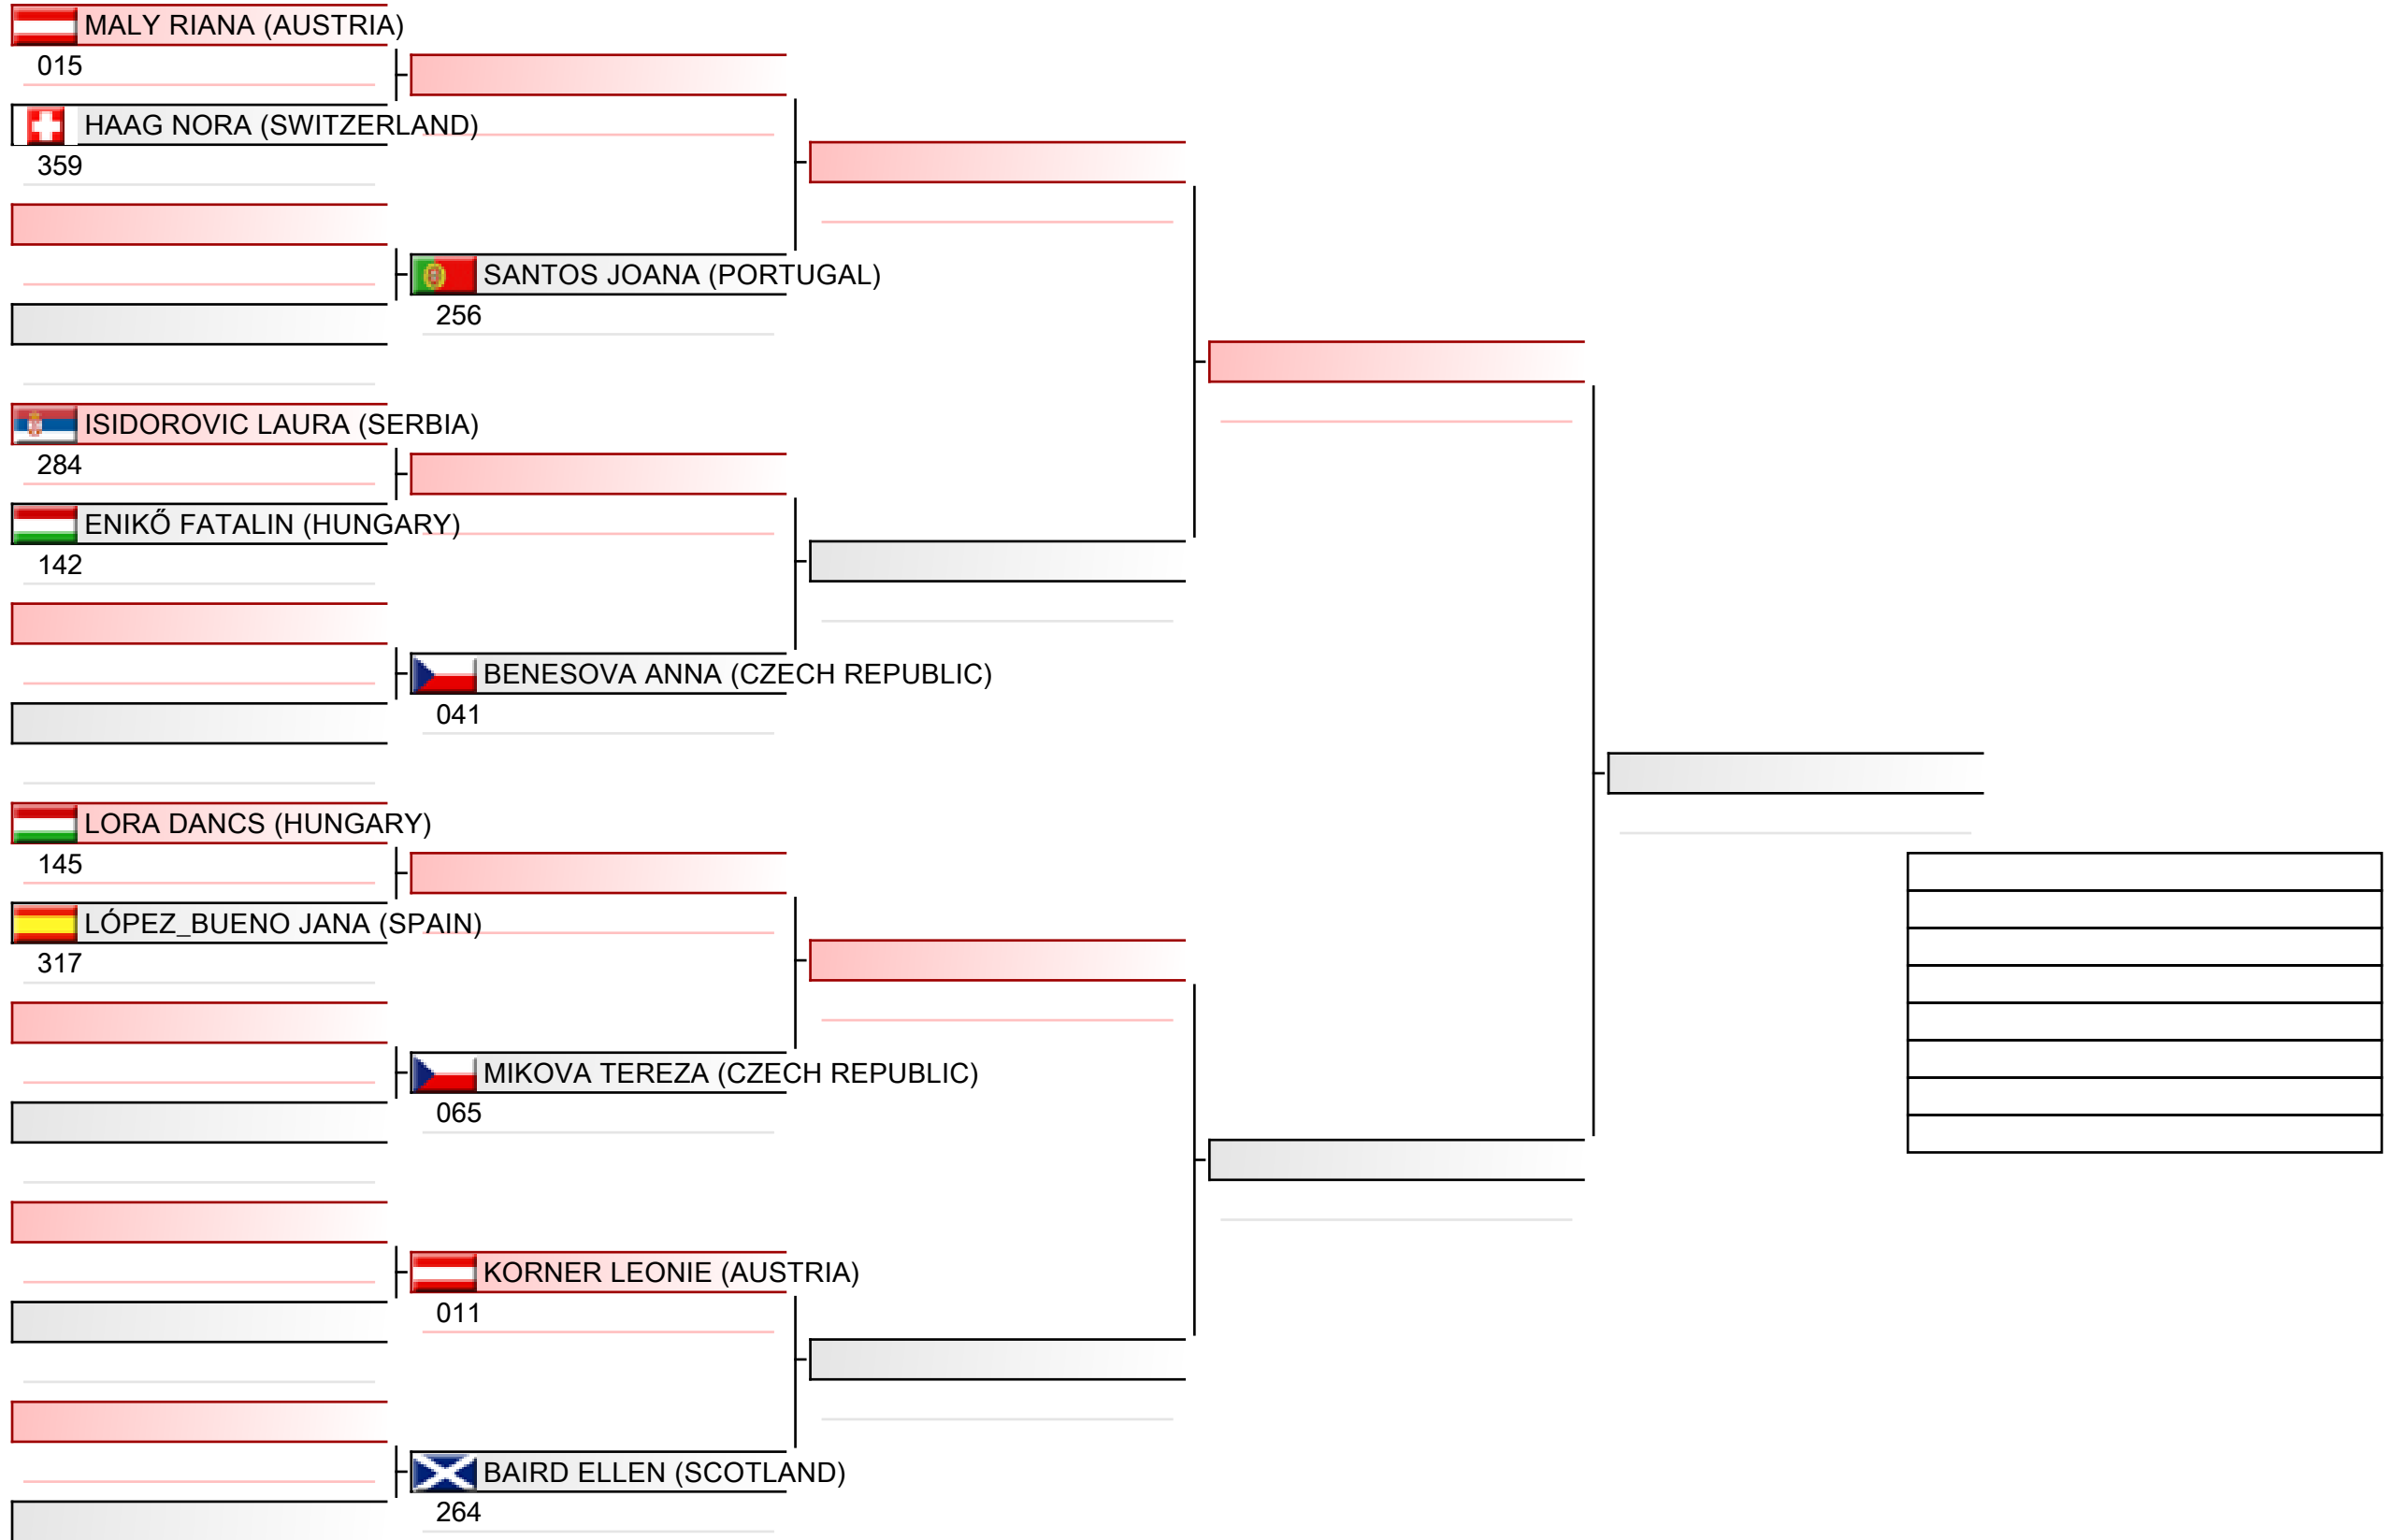 MALY RIANA (AUSTRIA)
015
HAAG NORA (SWITZERLAND)
359
SANTOS JOANA (PORTUGAL)
256
ISIDOROVIC LAURA (SERBIA)
284
ENIKŐ FATALIN (HUNGARY)
142
BENESOVA ANNA (CZECH REPUBLIC)
041
LORA DANCS (HUNGARY)
145
LÓPEZ_BUENO JANA (SPAIN)
317
MIKOVA TEREZA (CZECH REPUBLIC)
065
KORNER LEONIE (AUSTRIA)
011
BAIRD ELLEN (SCOTLAND)
264